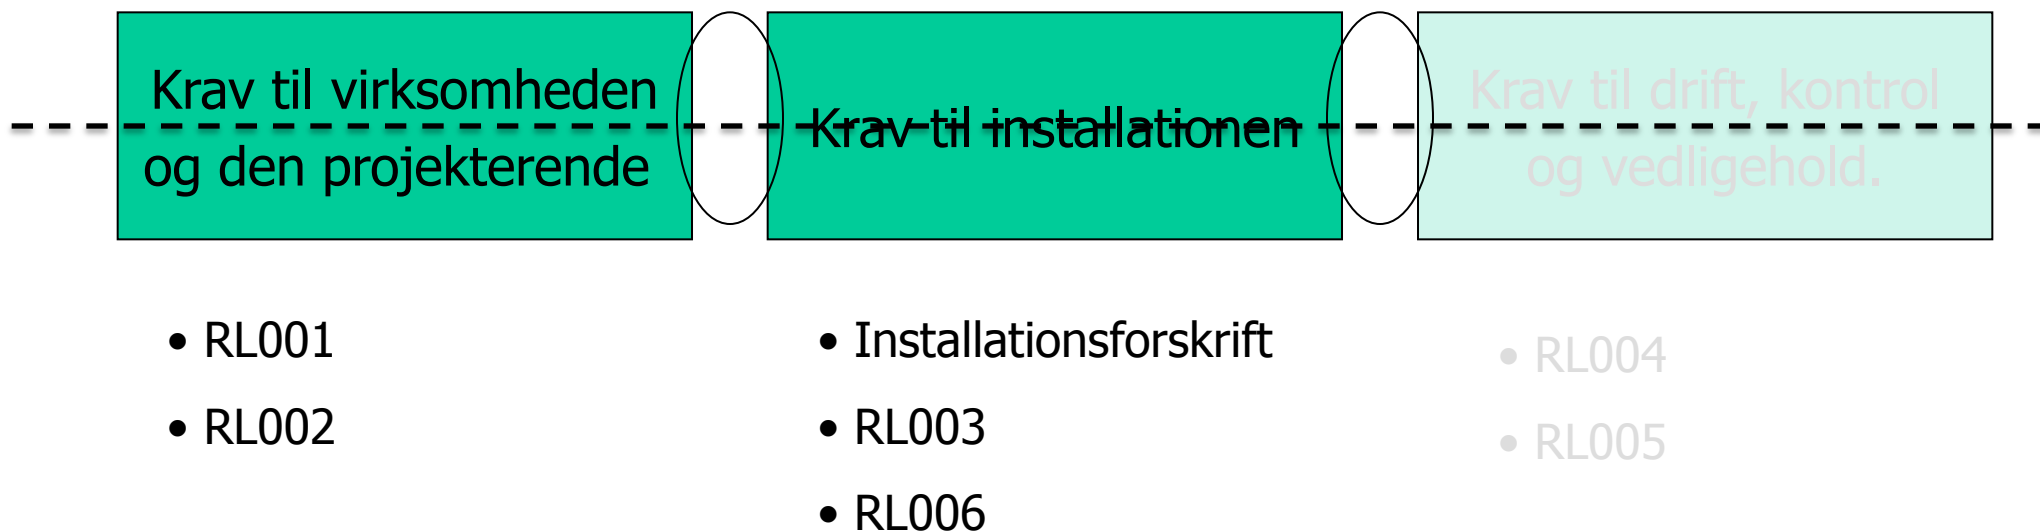 Krav til virksomheden
og den projekterende
Krav til installationen
Krav til drift, kontrol
og vedligehold.
• RL001
• RL002
• Installationsforskrift
• RL003
• RL006
• RL004
• RL005